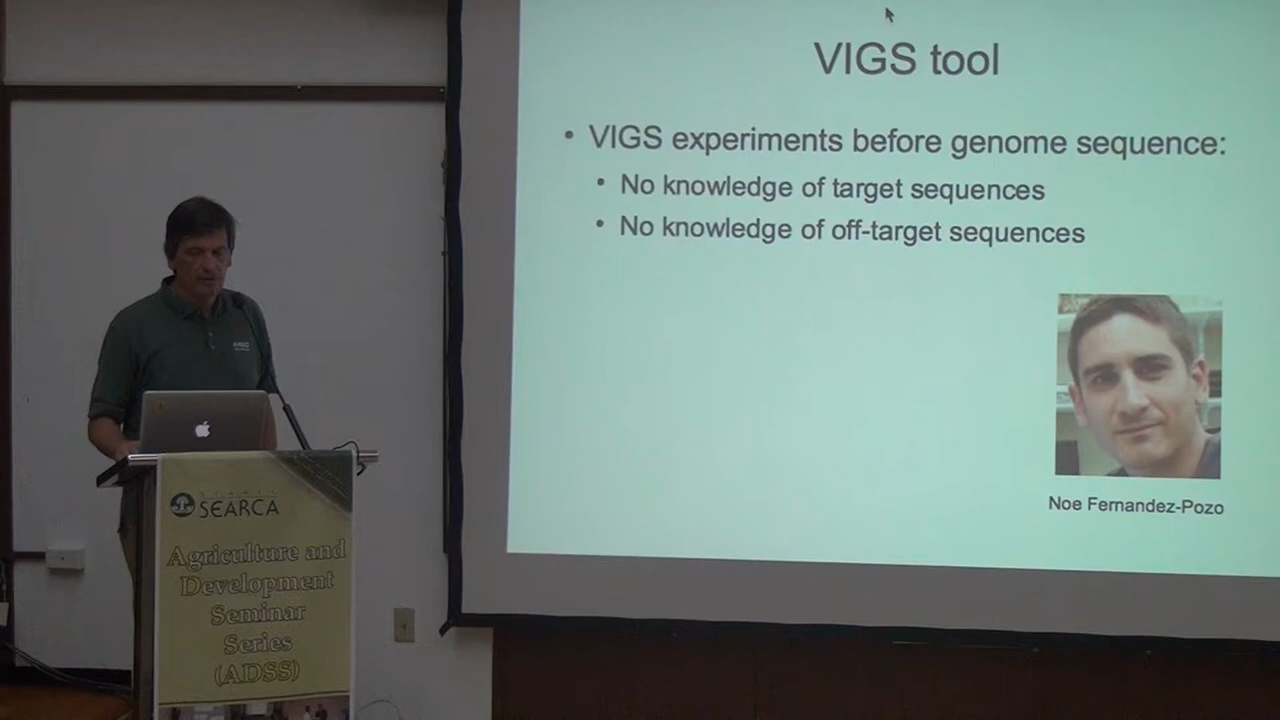 VIGS tool
• VIGS experiments before genome sequence:
• No knowledge of target sequences
• No knowledge of off-target sequences
Noe Fernandez-Pozo
SEARCA
Agriculture and
Development
Seminar
Series
(ADSS)